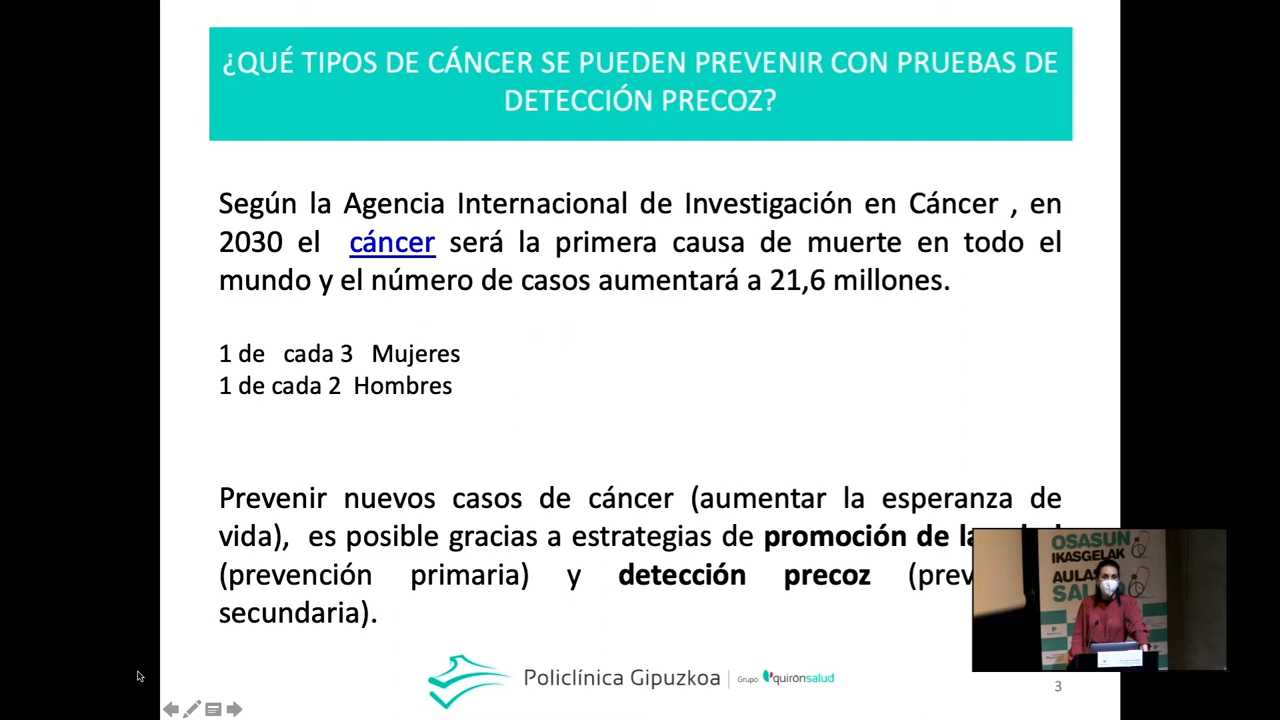 ¿QUÉ TIPOS DE CÁNCER SE PUEDEN PREVENIR CON PRUEBAS DE
DETECCIÓN PRECOZ?
Según la Agencia Internacional de Investigación en Cáncer , en
2030 el cáncer será la primera causa de muerte en todo el
mundo y el número de casos aumentará a 21,6 millones.
1 de cada 3 Mujeres
1 de cada 2 Hombres
Prevenir nuevos casos de cáncer (aumentar la esperanza de
vida), es posible gracias a estrategias de promoción de la
(prevención primaria) y detección precoz
secundaria).
OSASUN
IKASGELAK
AULAS
Policlínica Gipuzkoa
Grupo quirónsalud
3